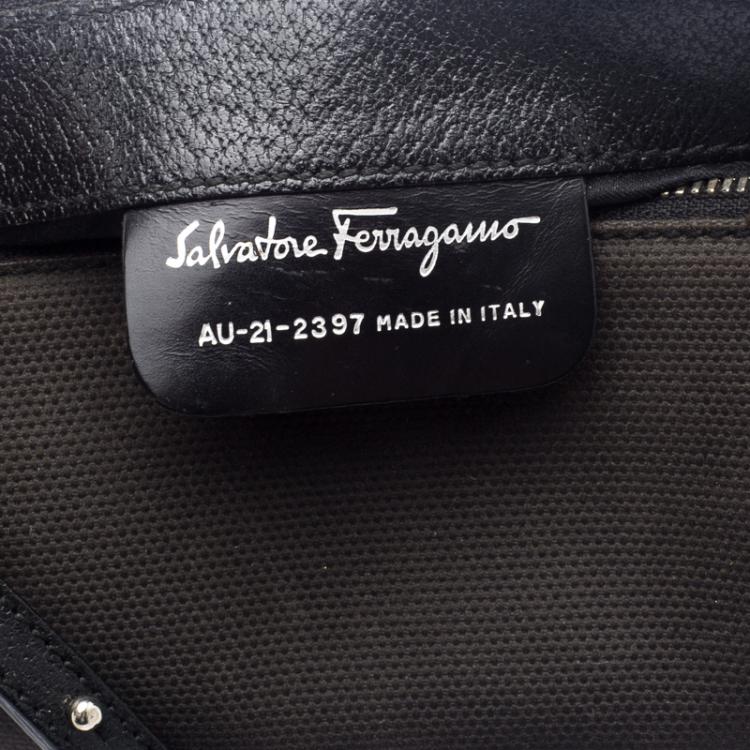 Salvatore Ferragamo
AU-21-2397 MADE IN ITALY